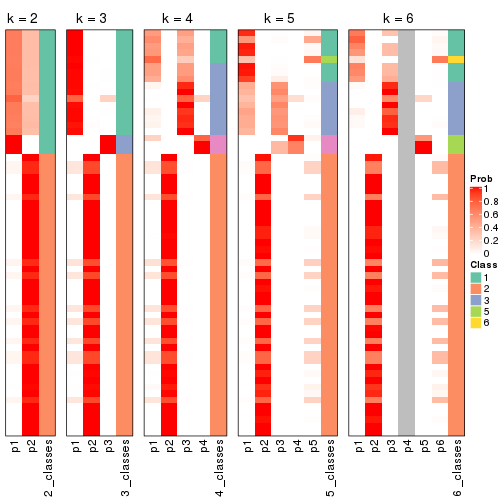 k = 2
k = 3
k = 4
k = 5
k = 6
Prob
1
0.8
0.6
0.4
0.2
0
Class
1
2
3
5
6
p1
p2
2_classes
p1
p2
p3
3_classes
p1
p2
p3
p4
4_classes
p1
p2
p3
p4
p5
5_classes
p1
p2
p3
p4
p5
p6
6_classes